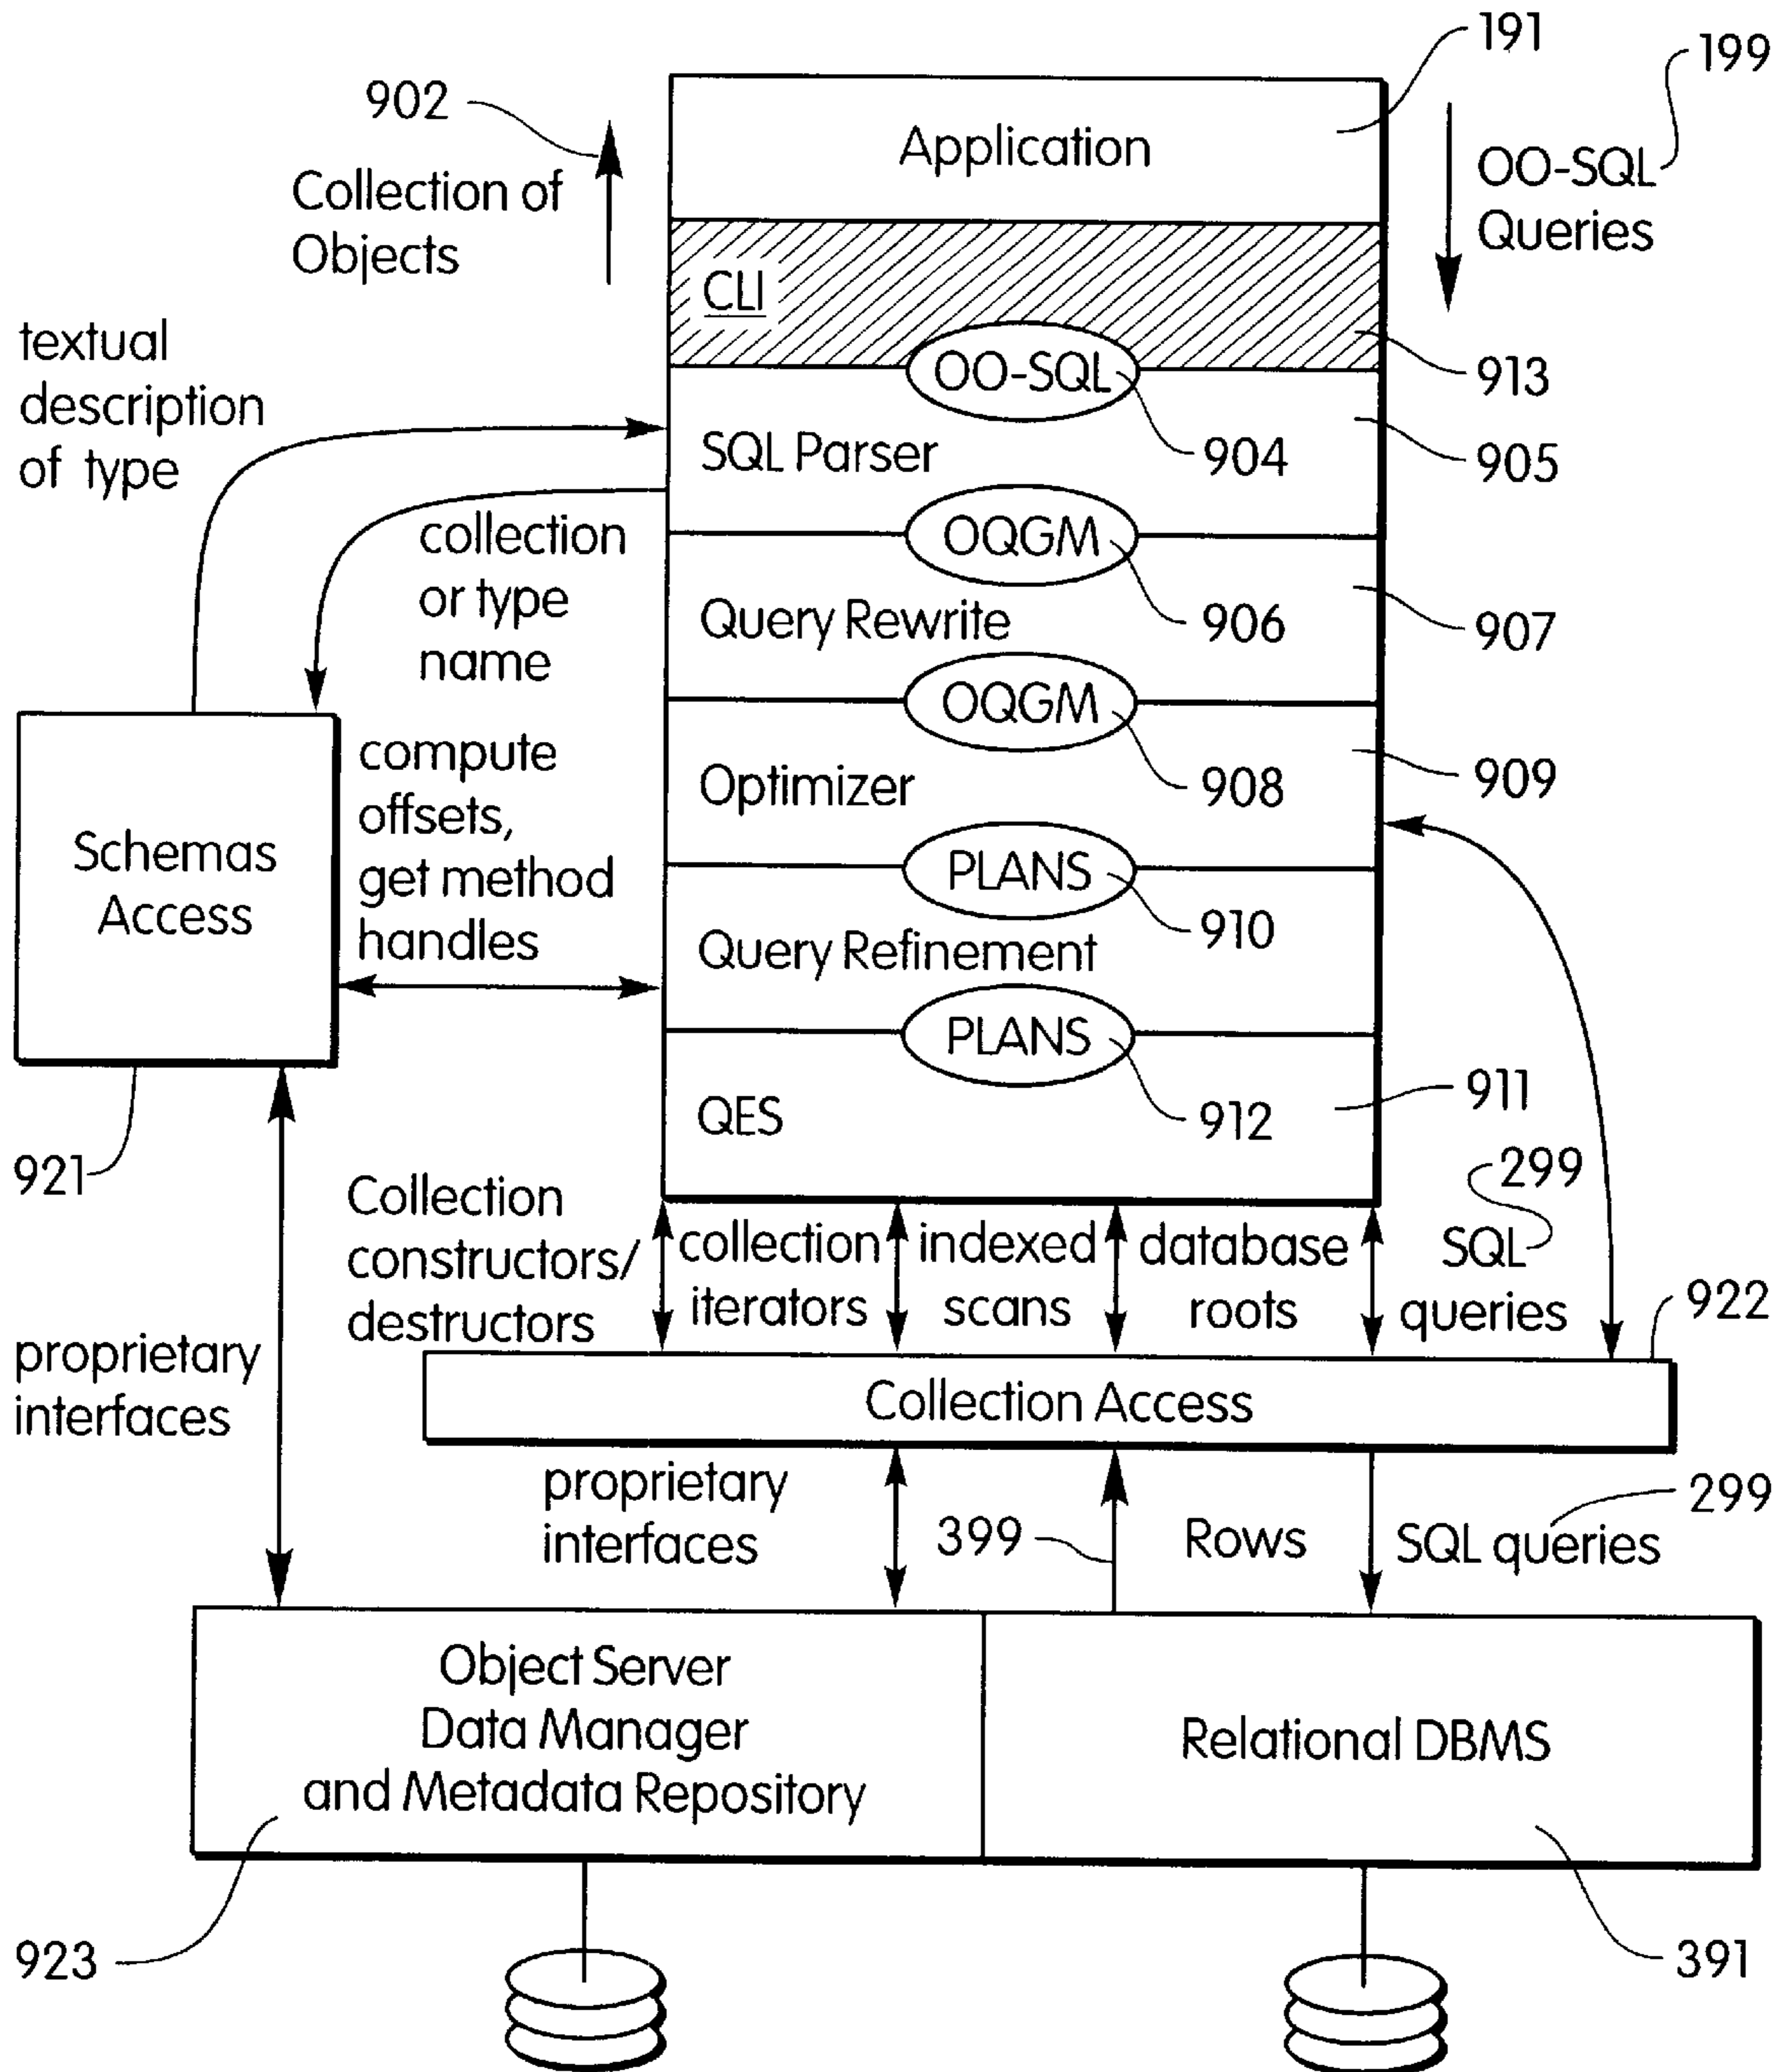 191
199
902
Application
OO-SQL
Queries
Collection of
Objects
CLI
textual
description
of type
OO-SQL
913
SQL Parser
904
905
collection
or type
name
OQGM
Query Rewrite
906
907
OQGM
compute
offsets,
get method
handles
Optimizer
908
909
Schemas
Access
PLANS
Query Refinement
910
PLANS
QES
912
911
921
299
Collection
constructors/
destructors
collection
iterators
indexed
scans
database
roots
SQL
queries
922
proprietary
interfaces
Collection Access
proprietary
interfaces
399
Rows
SQL queries
299
Object Server
Data Manager
and Metadata Repository
Relational DBMS
923
391